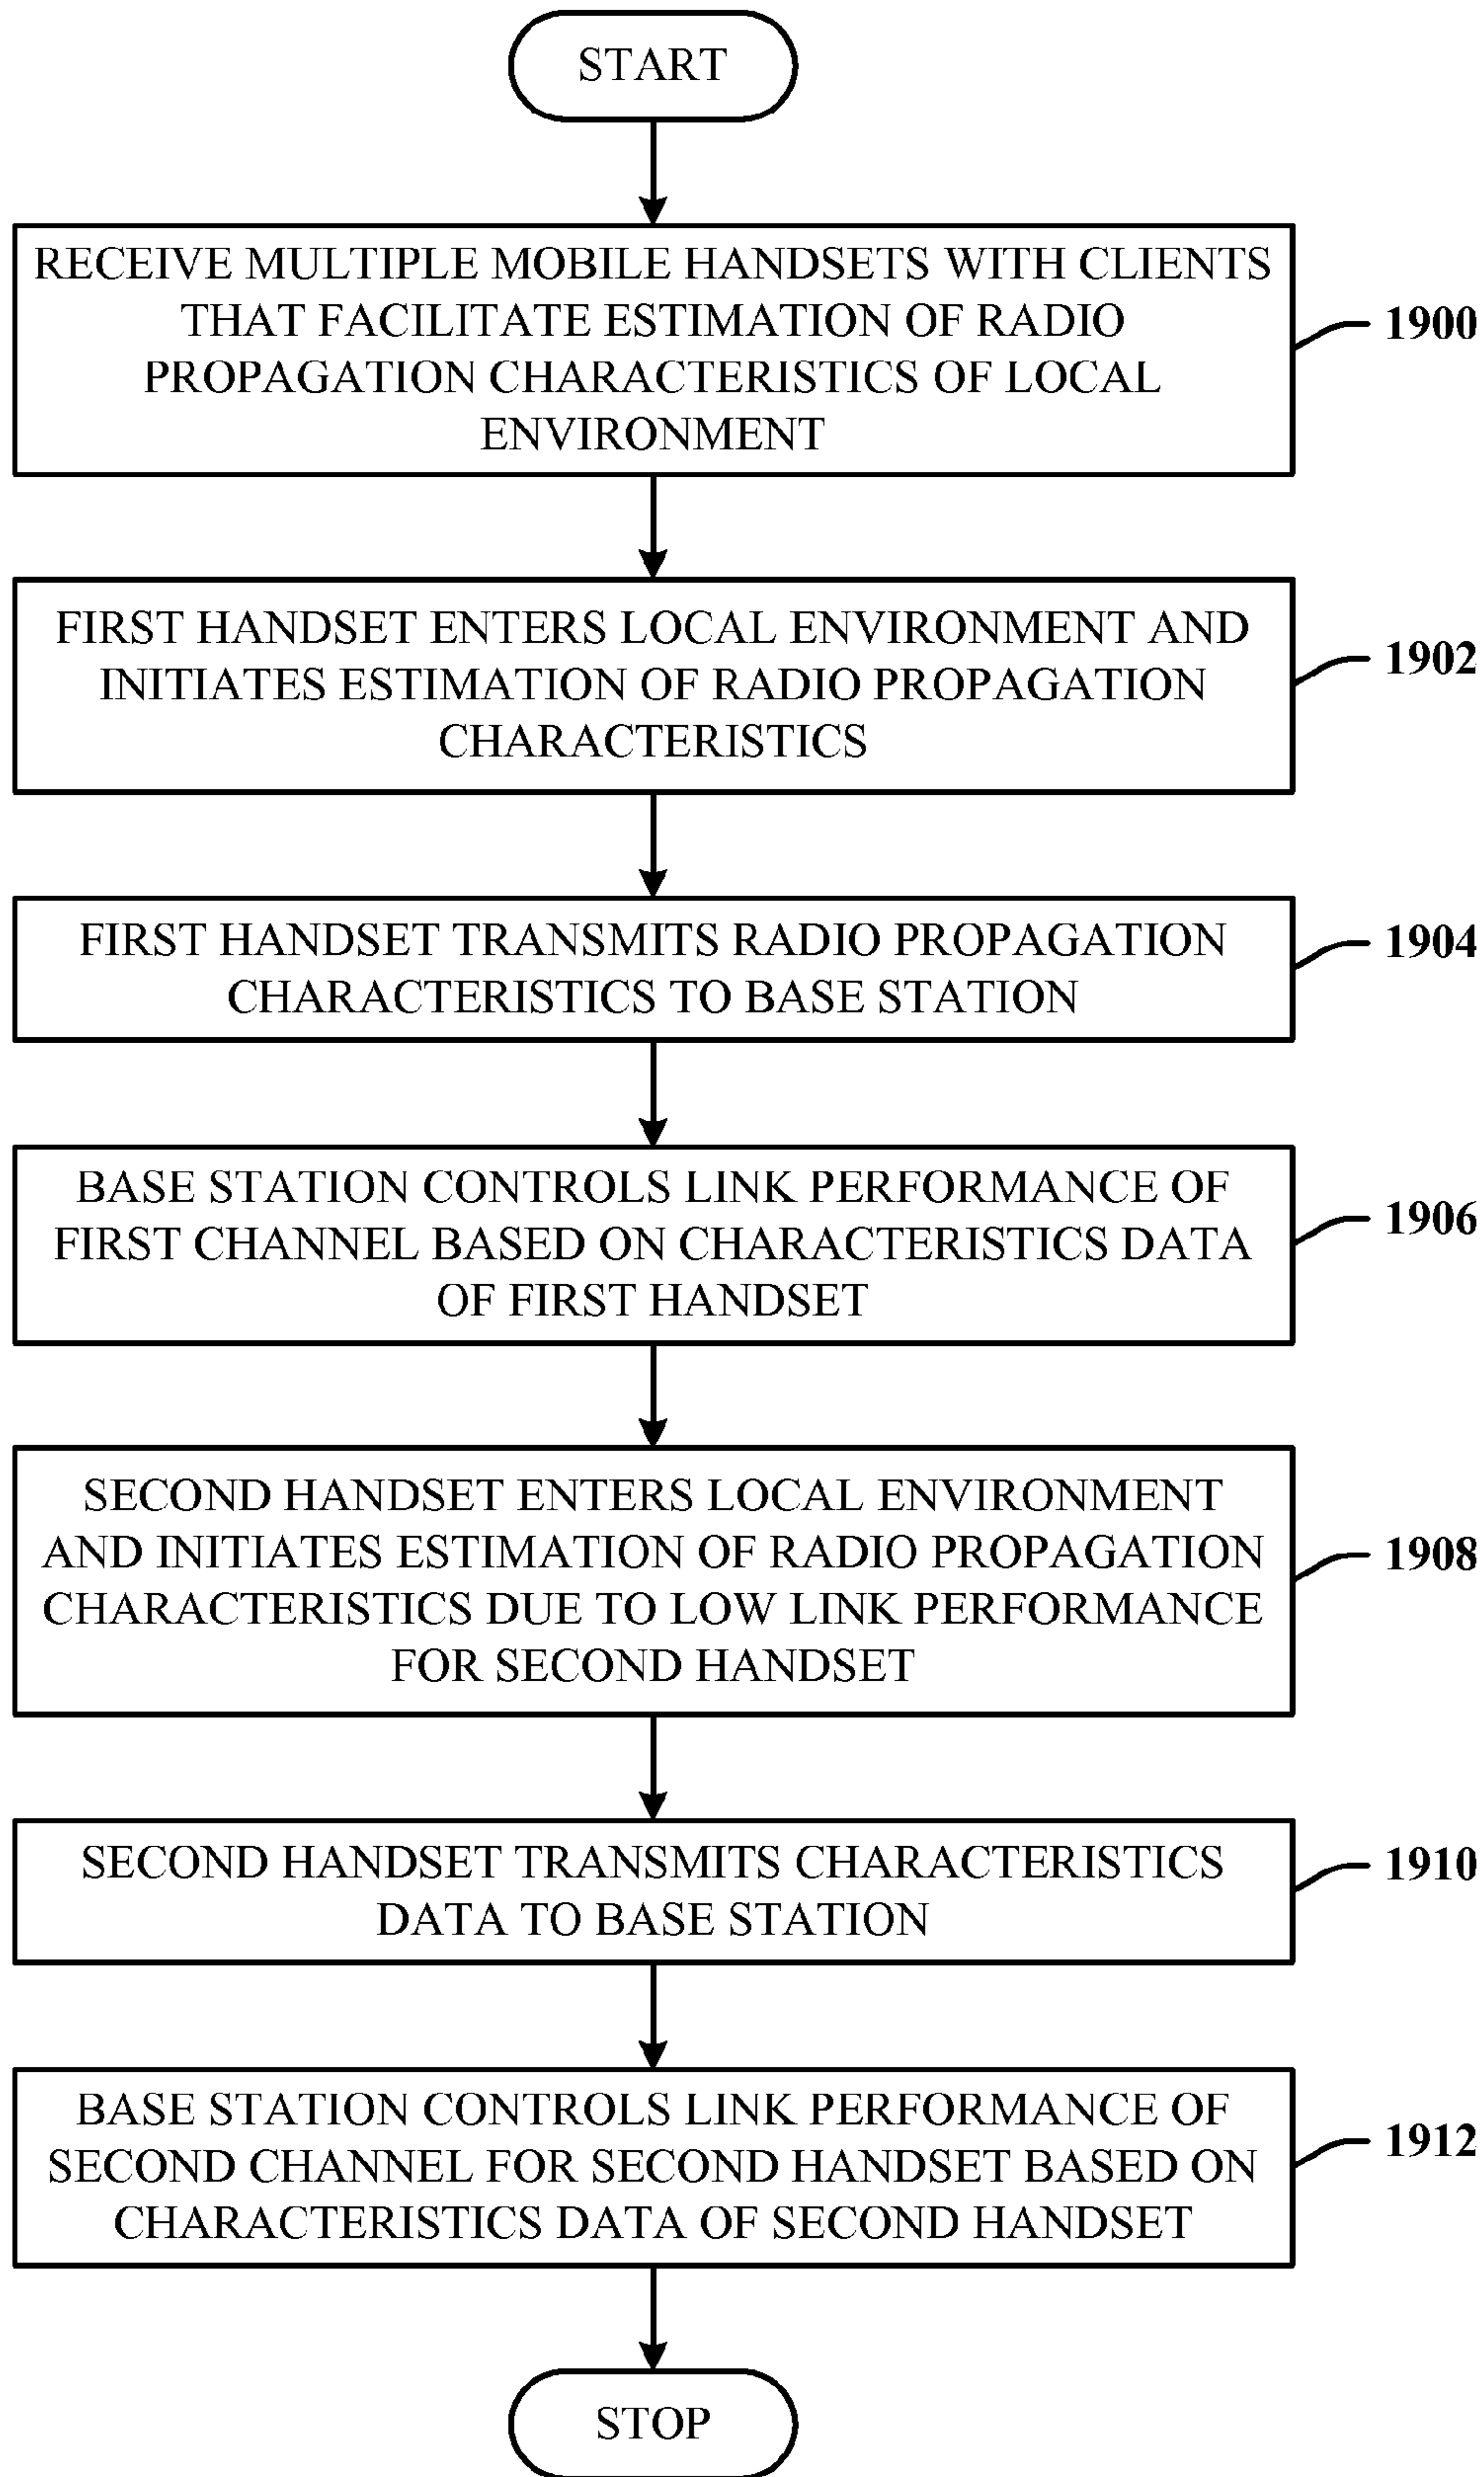 START
RECEIVE MULTIPLE MOBILE HANDSETS WITH CLIENTS
THAT FACILITATE ESTIMATION OF RADIO
PROPAGATION CHARACTERISTICS OF LOCAL
ENVIRONMENT
1900
FIRST HANDSET ENTERS LOCAL ENVIRONMENT AND
INITIATES ESTIMATION OF RADIO PROPAGATION
CHARACTERISTICS
1902
FIRST HANDSET TRANSMITS RADIO PROPAGATION
CHARACTERISTICS TO BASE STATION
1904
BASE STATION CONTROLS LINK PERFORMANCE OF
FIRST CHANNEL BASED ON CHARACTERISTICS DATA
OF FIRST HANDSET
1906
SECOND HANDSET ENTERS LOCAL ENVIRONMENT
AND INITIATES ESTIMATION OF RADIO PROPAGATION
CHARACTERISTICS DUE TO LOW LINK PERFORMANCE
FOR SECOND HANDSET
1908
SECOND HANDSET TRANSMITS CHARACTERISTICS
DATA TO BASE STATION
1910
BASE STATION CONTROLS LINK PERFORMANCE OF
SECOND CHANNEL FOR SECOND HANDSET BASED ON
CHARACTERISTICS DATA OF SECOND HANDSET
1912
STOP